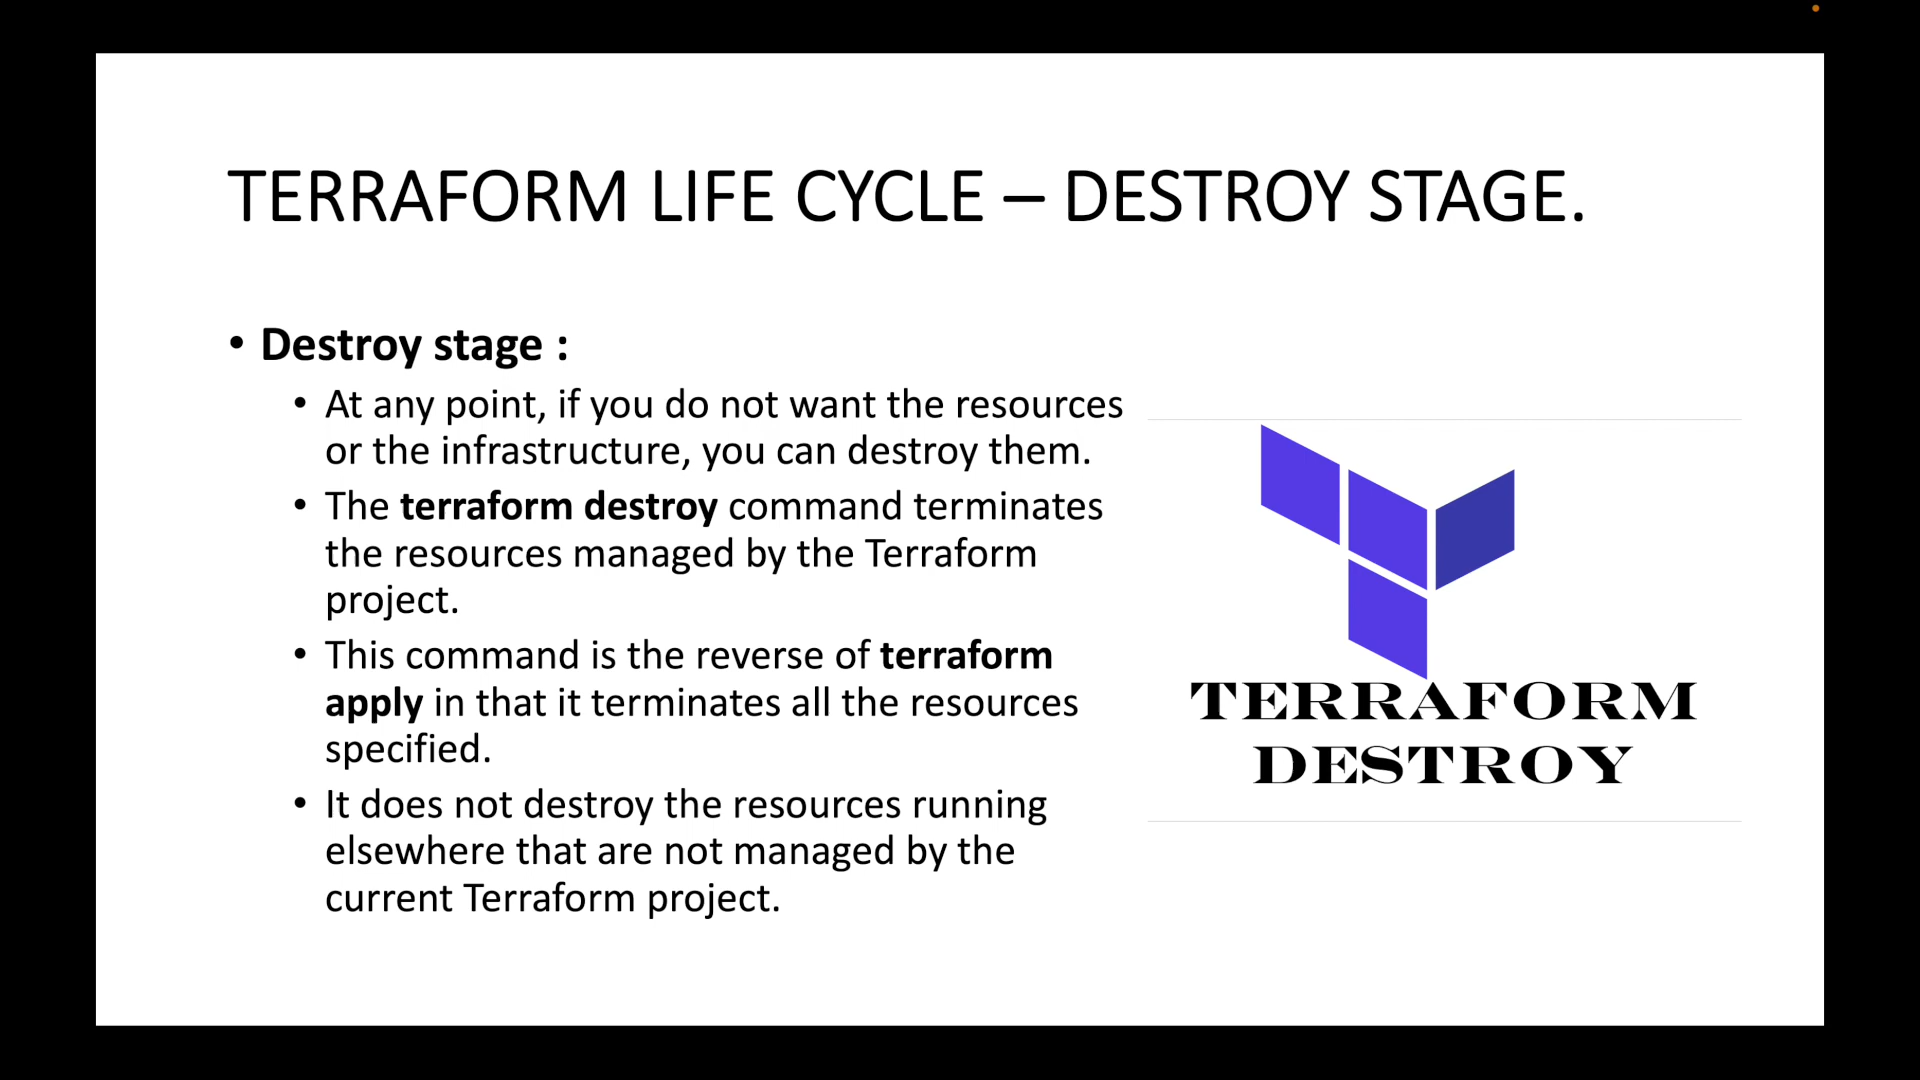 TERRAFORM LIFE CYCLE – DESTROY STAGE.
• Destroy stage :
• At any point, if you do not want the resources
or the infrastructure, you can destroy them.
• The terraform destroy command terminates
the resources managed by the Terraform
project.
• This command is the reverse of terraform
apply in that it terminates all the resources
specified.
• It does not destroy the resources running
elsewhere that are not managed by the
current Terraform project.
TERRAFORM
DESTROY